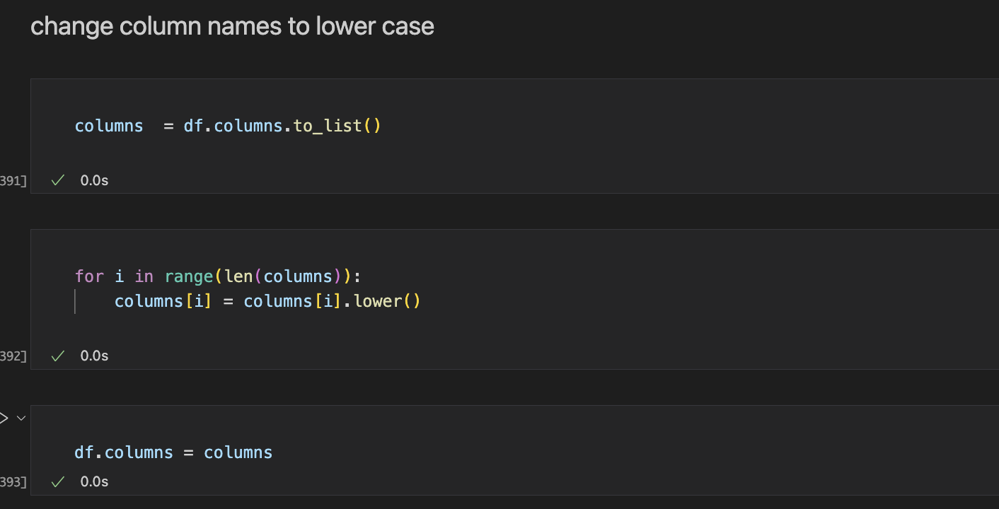 change column names to lower case
columns  = df.columns.to_list()
391]
0.0s
for i in range(len(columns)):
    columns[i] = columns[i].lower()
392]
0.0s
df.columns = columns
393]
0.0s